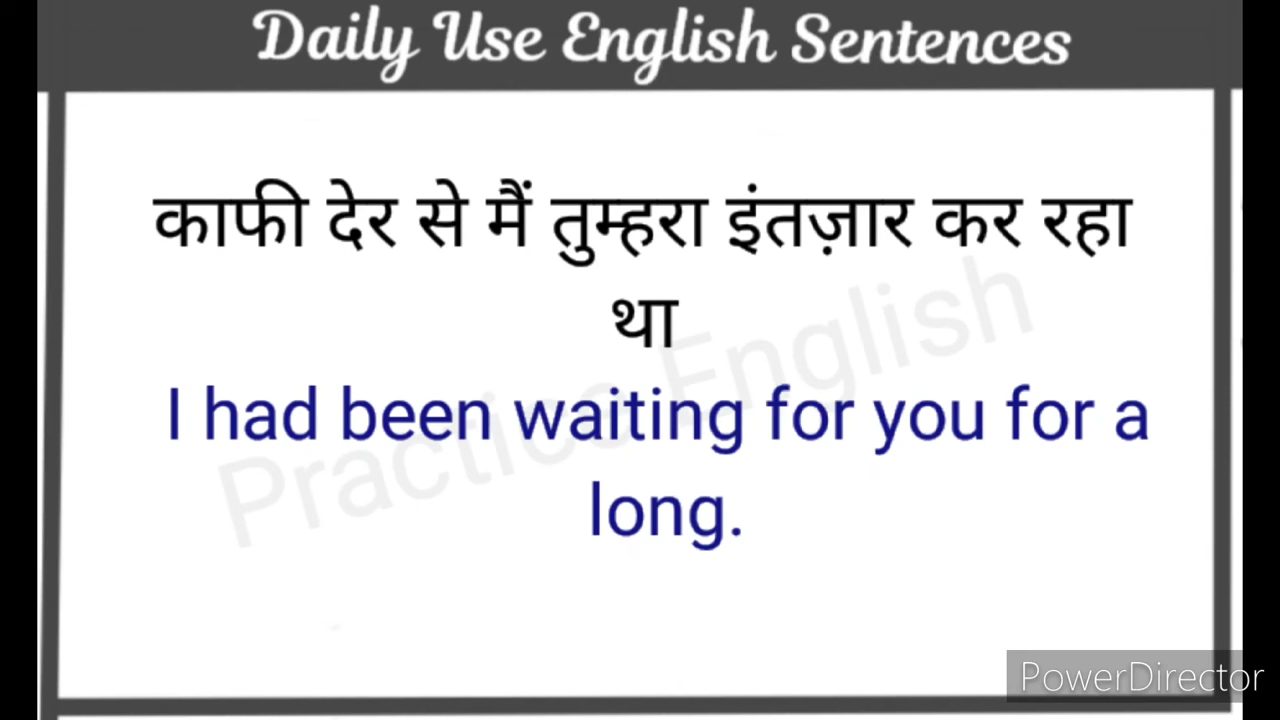 Daily Use English Sentences
काफी देर से मैं तुम्हरा इंतज़ार कर रहा
था
I had been waiting for you for a
long.
Practice English
PowerDirector